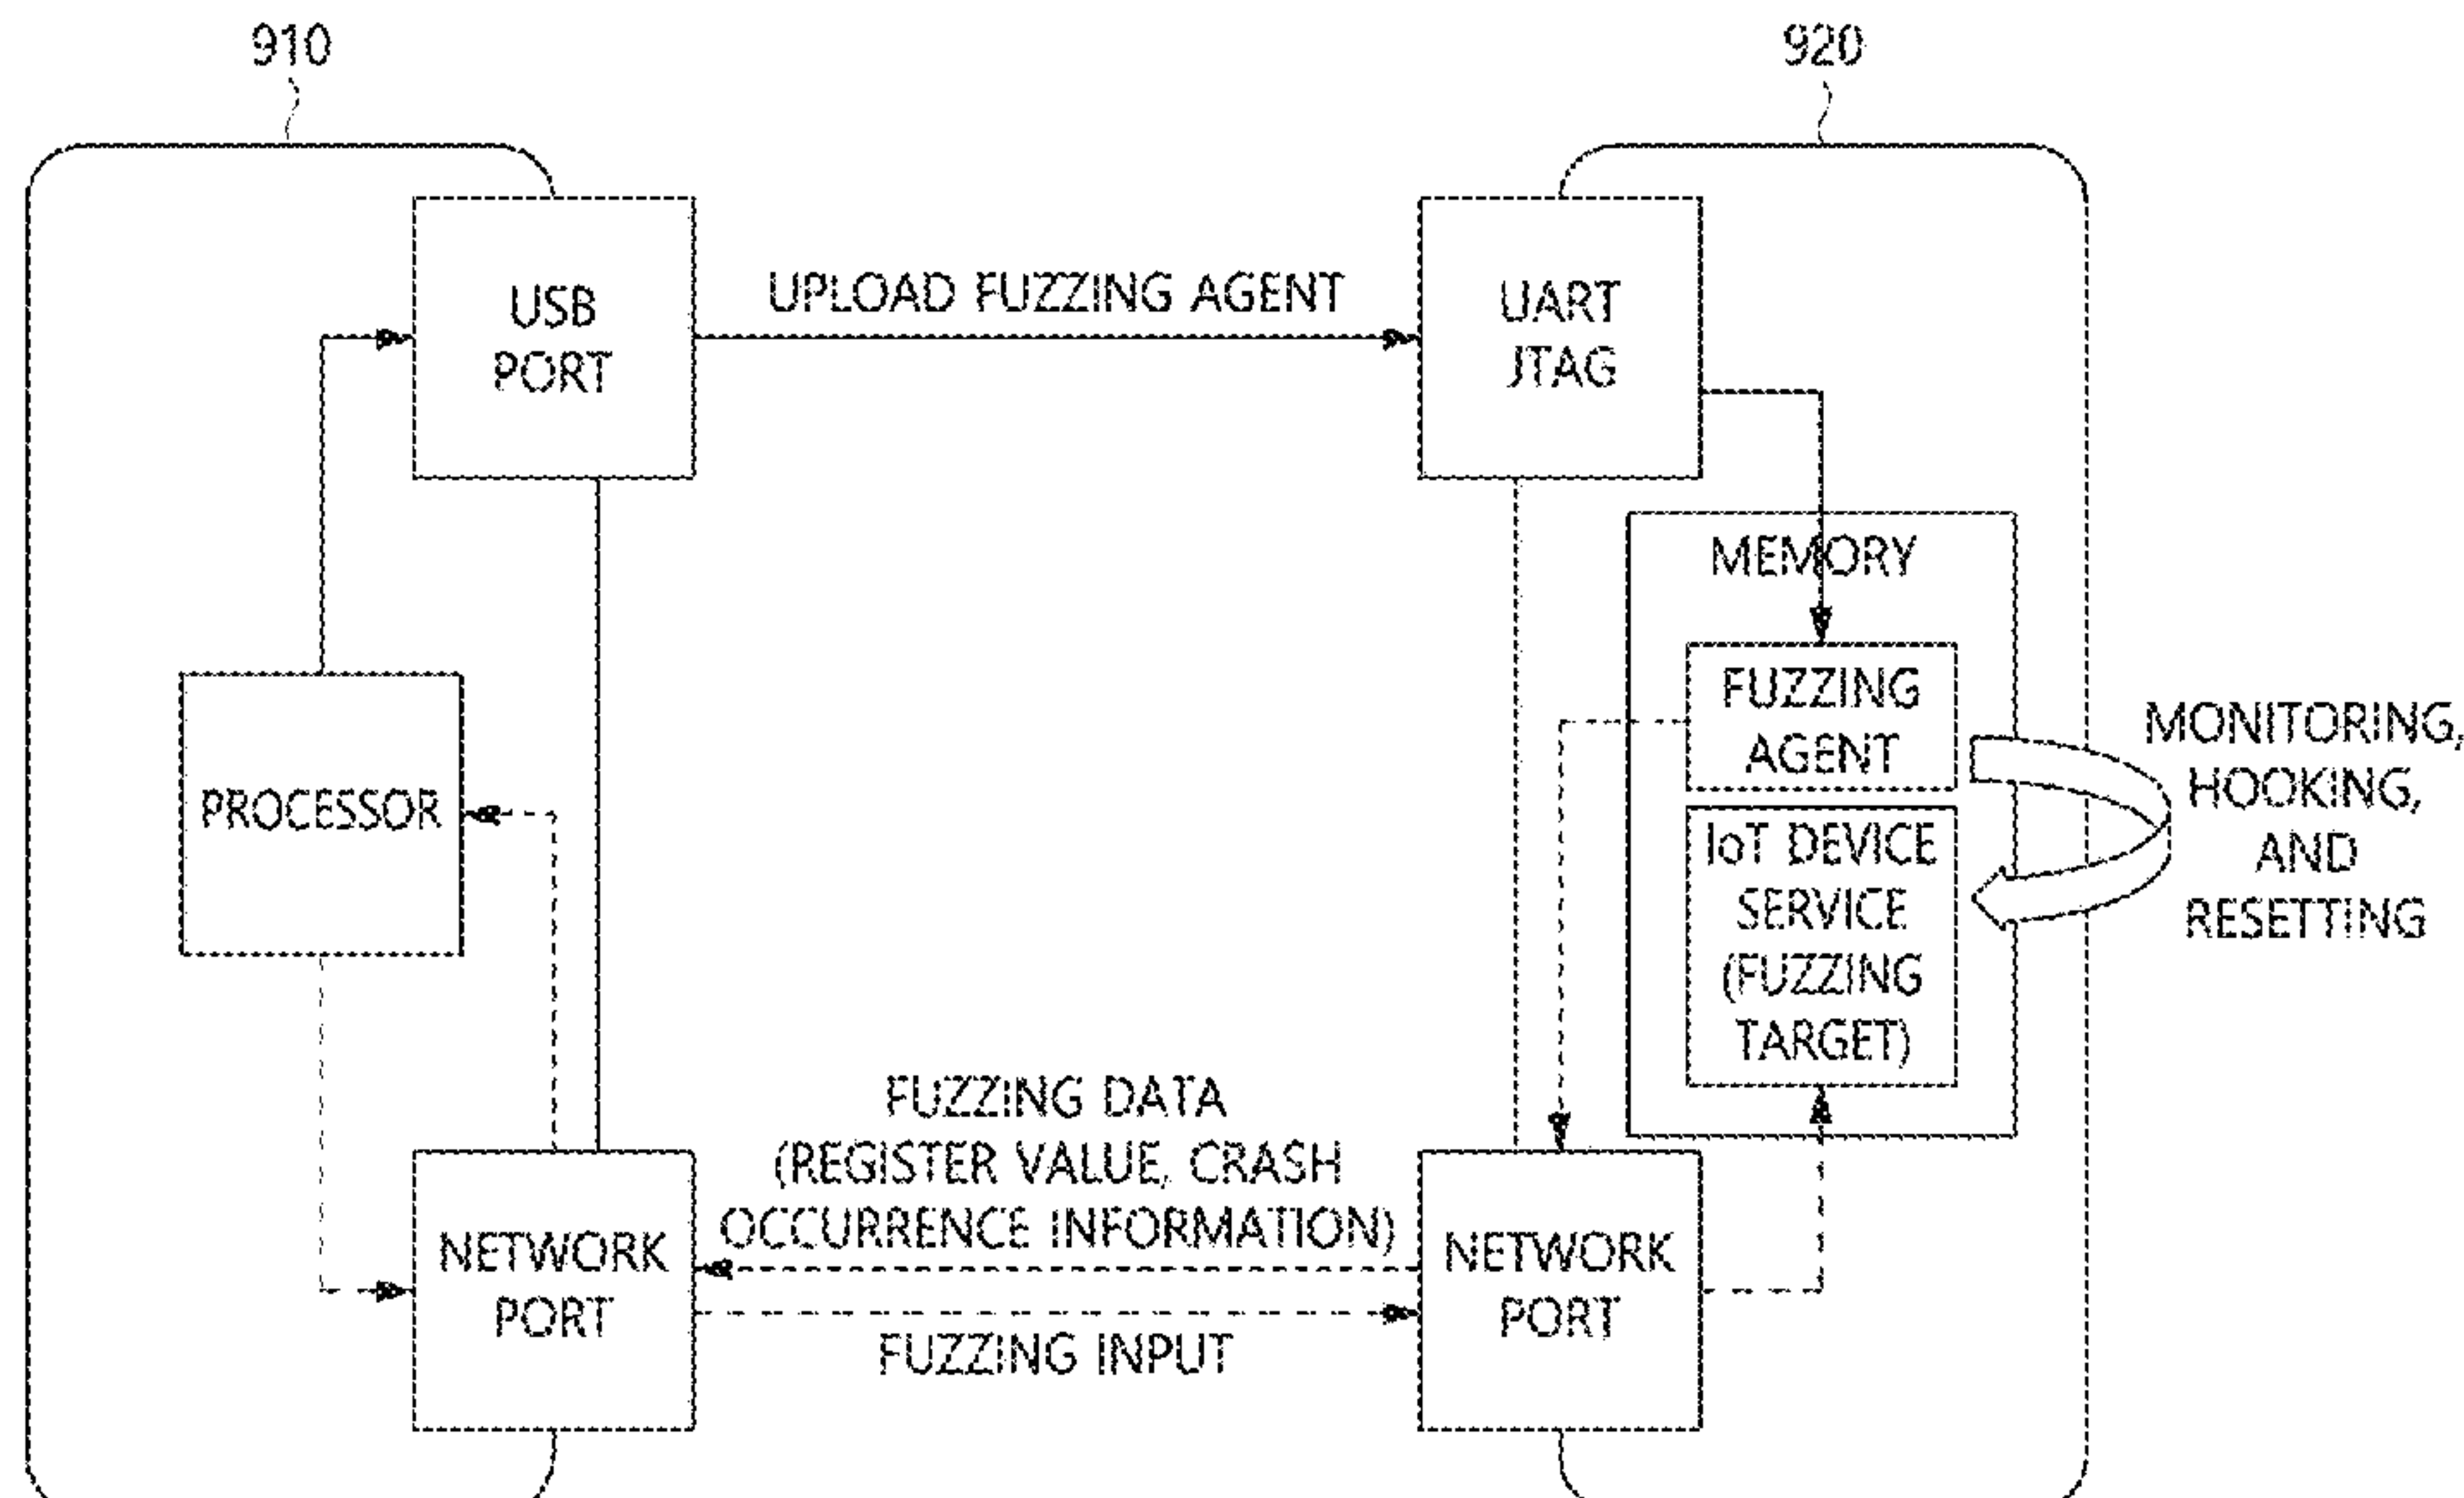 910
920
USB
PORT
UPLOAD FUZZING AGENT
UART
JTAG
MEMORY
FUZZING
AGENT
MONITORING,
HOOKING,
AND
RESETTING
PROCESSOR
IoT DEVICE
SERVICE
(FUZZING
TARGET)
FUZZING DATA
(REGISTER VALUE, CRASH
OCCURRENCE INFORMATION)
NETWORK
PORT
NETWORK
PORT
FUZZING INPUT